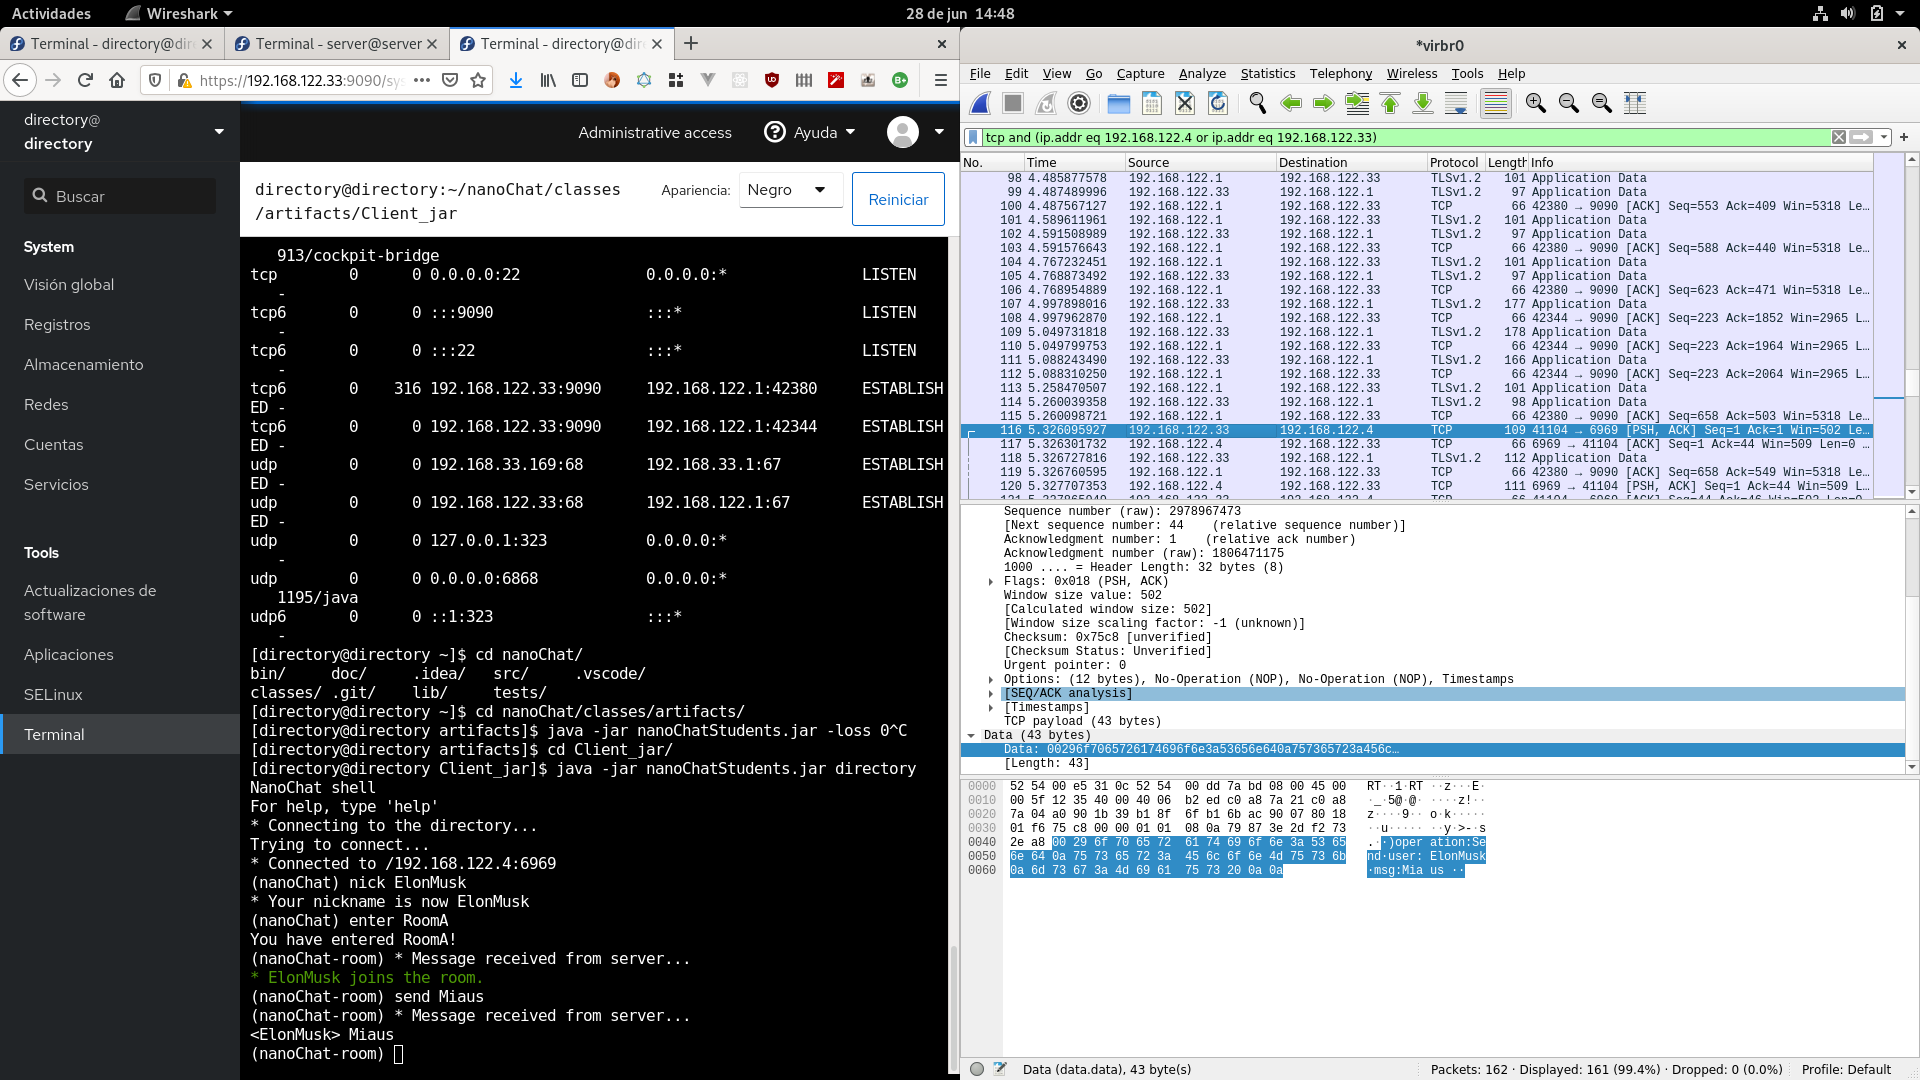 Actividades
Wireshark
28 de jun  14:48
Terminal - directory@dir
Terminal - server@server
Terminal - directory@dir
https://192.168.122.33:9090/sys
directory@
directory
Buscar
System
Visión global
Registros
Almacenamiento
Redes
Cuentas
Servicios
Tools
Actualizaciones de
software
Aplicaciones
SELinux
Terminal
Administrative access
Ayuda
directory@directory:~/nanoChat/classes
/artifacts/Client_jar
Apariencia:
Negro
Reiniciar
913/cockpit-bridge
tcp 0 0 0.0.0.0:22 0.0.0.0:* LISTEN
-
tcp6 0 0 :::9090 :::* LISTEN
-
tcp6 0 0 :::22 :::* LISTEN
-
tcp6 0 316 192.168.122.33:9090 192.168.122.1:42380 ESTABLISH
ED -
tcp6 0 0 192.168.122.33:9090 192.168.122.1:42344 ESTABLISH
ED -
udp 0 0 192.168.33.169:68 192.168.33.1:67 ESTABLISH
ED -
udp 0 0 192.168.122.33:68 192.168.122.1:67 ESTABLISH
ED -
udp 0 0 127.0.0.1:323 0.0.0.0:*
-
udp 0 0 0.0.0.0:6868 0.0.0.0:*
1195/java
udp6 0 0 ::1:323 :::*
-
[directory@directory ~]$ cd nanoChat/
bin/ doc/ .idea/ src/ .vscode/
classes/ .git/ lib/ tests/
[directory@directory ~]$ cd nanoChat/classes/artifacts/
[directory@directory artifacts]$ java -jar nanoChatStudents.jar -loss 0^C
[directory@directory artifacts]$ cd Client_jar/
[directory@directory Client_jar]$ java -jar nanoChatStudents.jar directory
NanoChat shell
For help, type 'help'
* Connecting to the directory...
Trying to connect...
* Connected to /192.168.122.4:6969
(nanoChat) nick ElonMusk
* Your nickname is now ElonMusk
(nanoChat) enter RoomA
You have entered RoomA!
(nanoChat-room) * Message received from server...
* ElonMusk joins the room.
(nanoChat-room) send Miaus
(nanoChat-room) * Message received from server...
<ElonMusk> Miaus
(nanoChat-room)
*virbr0
File Edit View Go Capture Analyze Statistics Telephony Wireless Tools Help
tcp and (ip.addr eq 192.168.122.4 or ip.addr eq 192.168.122.33)
No. Time Source Destination Protocol Length Info
98 4.485877578 192.168.122.1 192.168.122.33 TLSv1.2 101 Application Data
99 4.487489996 192.168.122.33 192.168.122.1 TLSv1.2 97 Application Data
100 4.487567127 192.168.122.1 192.168.122.33 TCP 66 42380 → 9090 [ACK] Seq=553 Ack=409 Win=5318 Le…
101 4.589611961 192.168.122.1 192.168.122.33 TLSv1.2 101 Application Data
102 4.591508989 192.168.122.33 192.168.122.1 TLSv1.2 97 Application Data
103 4.591576643 192.168.122.1 192.168.122.33 TCP 66 42380 → 9090 [ACK] Seq=588 Ack=440 Win=5318 Le…
104 4.767232451 192.168.122.1 192.168.122.33 TLSv1.2 101 Application Data
105 4.768873492 192.168.122.33 192.168.122.1 TLSv1.2 97 Application Data
106 4.768954889 192.168.122.1 192.168.122.33 TCP 66 42380 → 9090 [ACK] Seq=623 Ack=471 Win=5318 Le…
107 4.997898016 192.168.122.33 192.168.122.1 TLSv1.2 177 Application Data
108 4.997962870 192.168.122.1 192.168.122.33 TCP 66 42344 → 9090 [ACK] Seq=223 Ack=1852 Win=2965 L…
109 5.049731818 192.168.122.33 192.168.122.1 TLSv1.2 178 Application Data
110 5.049799753 192.168.122.1 192.168.122.33 TCP 66 42344 → 9090 [ACK] Seq=223 Ack=1964 Win=2965 L…
111 5.088243490 192.168.122.33 192.168.122.1 TLSv1.2 166 Application Data
112 5.088310250 192.168.122.1 192.168.122.33 TCP 66 42344 → 9090 [ACK] Seq=223 Ack=2064 Win=2965 L…
113 5.258470507 192.168.122.1 192.168.122.33 TLSv1.2 101 Application Data
114 5.260039358 192.168.122.33 192.168.122.1 TLSv1.2 98 Application Data
115 5.260098721 192.168.122.1 192.168.122.33 TCP 66 42380 → 9090 [ACK] Seq=658 Ack=503 Win=5318 Le…
116 5.326095927 192.168.122.33 192.168.122.4 TCP 109 41104 → 6969 [PSH, ACK] Seq=1 Ack=1 Win=502 Le…
117 5.326301732 192.168.122.4 192.168.122.33 TCP 66 6969 → 41104 [ACK] Seq=1 Ack=44 Win=509 Len=0 …
118 5.326727816 192.168.122.33 192.168.122.1 TLSv1.2 112 Application Data
119 5.326760595 192.168.122.1 192.168.122.33 TCP 66 42380 → 9090 [ACK] Seq=658 Ack=549 Win=5318 Le…
120 5.327707353 192.168.122.4 192.168.122.33 TCP 111 6969 → 41104 [PSH, ACK] Seq=1 Ack=44 Win=509 L…
Sequence number (raw): 2978967473
[Next sequence number: 44 (relative sequence number)]
Acknowledgment number: 1 (relative ack number)
Acknowledgment number (raw): 1806471175
1000 .... = Header Length: 32 bytes (8)
Flags: 0x018 (PSH, ACK)
Window size value: 502
[Calculated window size: 502]
[Window size scaling factor: -1 (unknown)]
Checksum: 0x75c8 [unverified]
[Checksum Status: Unverified]
Urgent pointer: 0
Options: (12 bytes), No-Operation (NOP), No-Operation (NOP), Timestamps
[SEQ/ACK analysis]
[Timestamps]
TCP payload (43 bytes)
Data (43 bytes)
Data: 00296f7065726174696f6e3a53656e640a757365723a456c…
[Length: 43]
0000 52 54 00 e5 31 0c 52 54 00 dd 7a bd 08 00 45 00 RT··1·RT ··z···E·
0010 00 5f 12 35 40 00 40 06 b2 ed c0 a8 7a 21 c0 a8 ·_·5@·@· ····z!··
0020 7a 04 a0 90 1b 39 b1 8f 6f b1 6b ac 90 07 80 18 z····9·· o·k·····
0030 01 f6 75 c8 00 00 01 01 08 0a 79 87 3e 2d f2 73 ··u····· ··y·>-·s
0040 2e a8 00 29 6f 70 65 72 61 74 69 6f 6e 3a 53 65 .··)oper ation:Se
0050 6e 64 0a 75 73 65 72 3a 45 6c 6f 6e 4d 75 73 6b nd·user: ElonMusk
0060 0a 6d 73 67 3a 4d 69 61 75 73 20 0a 0a ·msg:Mia us ··
Data (data.data), 43 byte(s)
Packets: 162 · Displayed: 161 (99.4%) · Dropped: 0 (0.0%)
Profile: Default